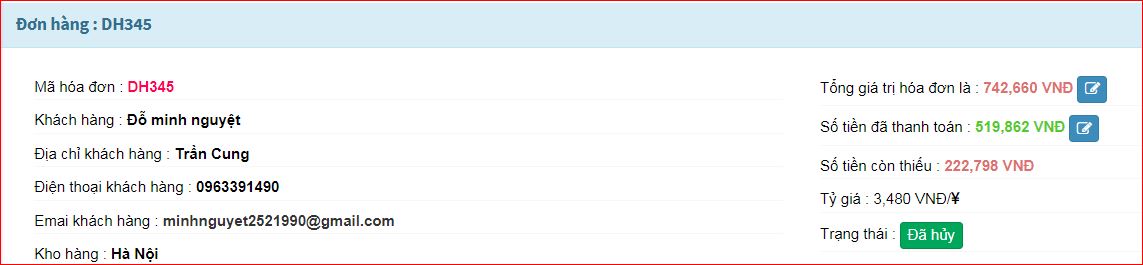 Đơn hàng : DH345
Mã hóa đơn : DH345
Khách hàng : Đỗ minh nguyệt
Địa chỉ khách hàng : Trần Cung
Điện thoại khách hàng : 0963391490
Emai khách hàng : minhnguyet2521990@gmail.com
Kho hàng : Hà Nội
Tổng giá trị hóa đơn là : 742,660 VNĐ
Số tiền đã thanh toán : 519,862 VNĐ
Số tiền còn thiếu : 222,798 VNĐ
Tỷ giá : 3,480 VNĐ/¥
Trạng thái : Đã hủy